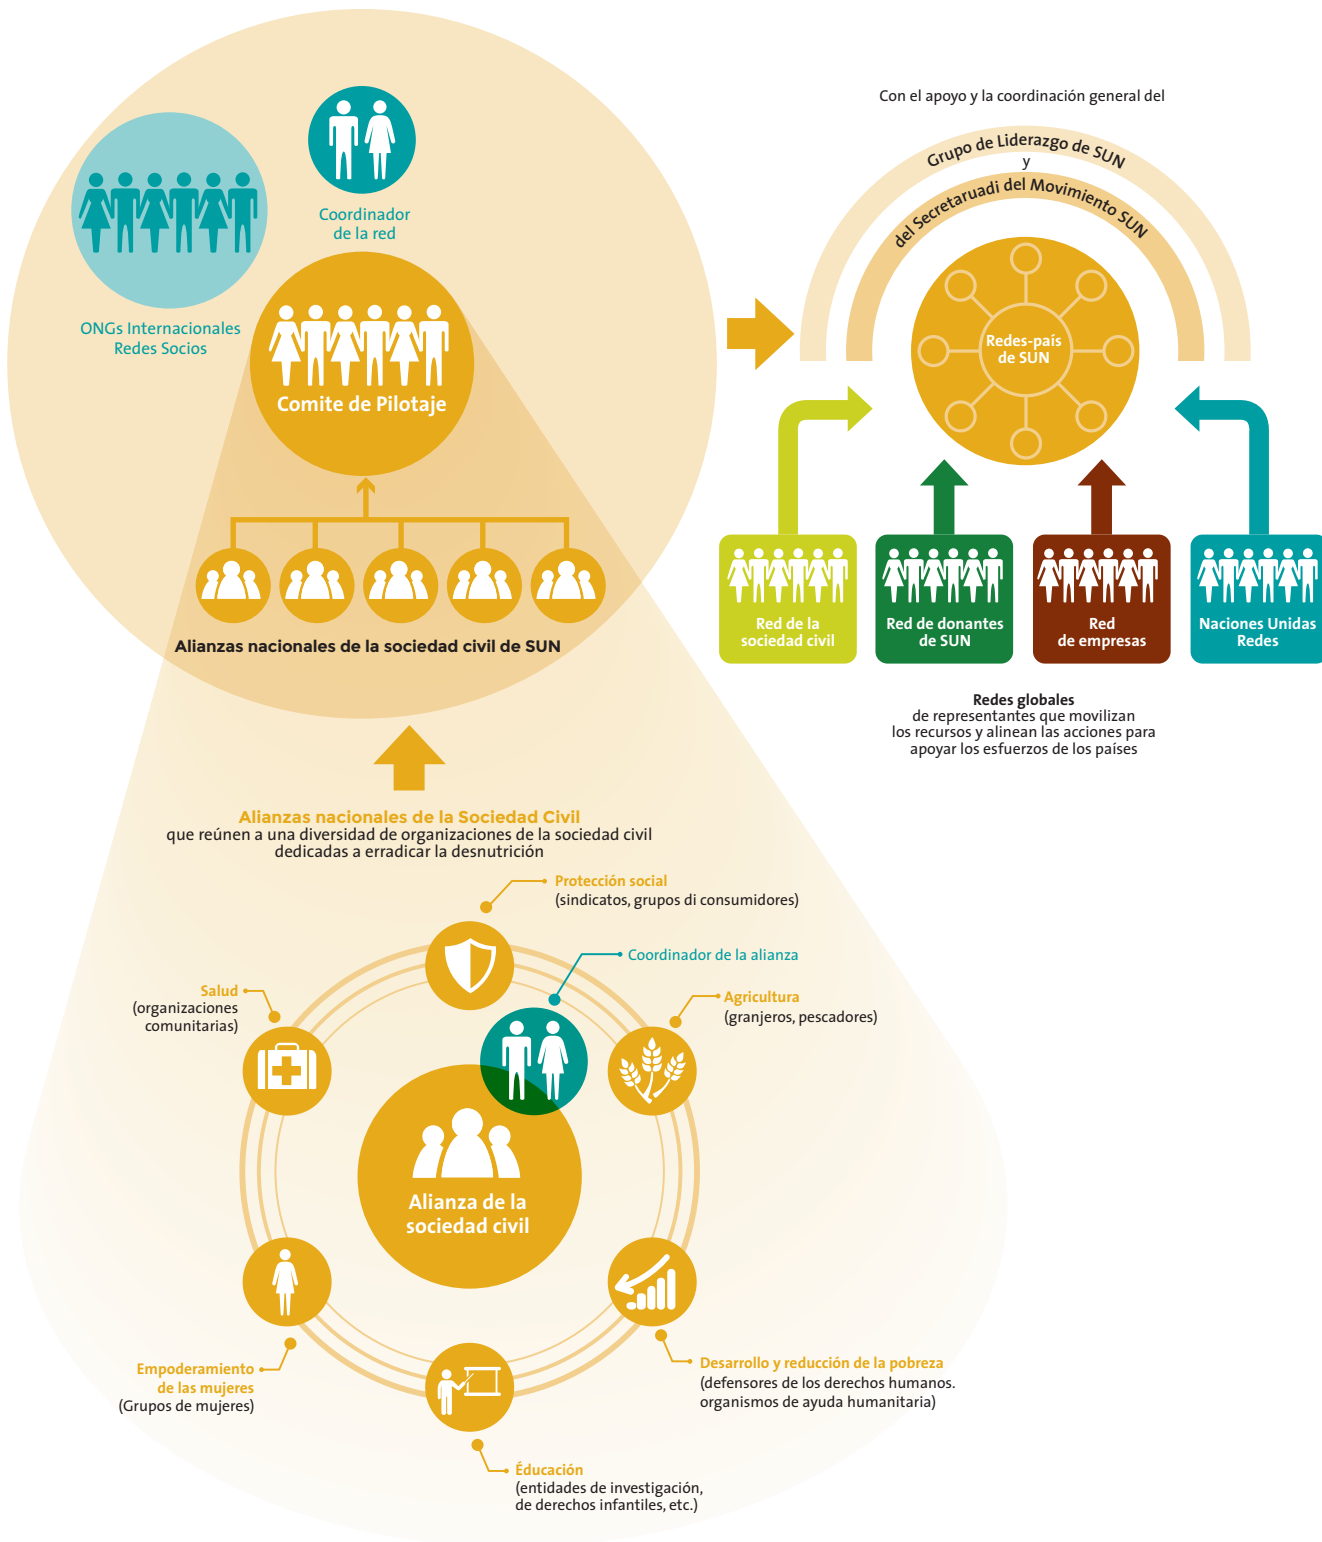 Coordinador
de la red
ONGs Internacionales
Redes Socios
Comite de Pilotaje
Alianzas nacionales de la sociedad civil de SUN
Con el apoyo y la coordinación general del
Grupo de Liderazgo de SUN
y
del Secretaruadi del Movimiento SUN
Redes-país
de SUN
Red de la
sociedad civil
Red de donantes
de SUN
Red
de empresas
Naciones Unidas
Redes
Redes globales
de representantes que movilizan
los recursos y alinean las acciones para
apoyar los esfuerzos de los países
Alianzas nacionales de la Sociedad Civil
que reúnen a una diversidad de organizaciones de la sociedad civil
dedicadas a erradicar la desnutrición
Protección social
(sindicatos, grupos di consumidores)
Coordinador de la alianza
Agricultura
(granjeros, pescadores)
Salud
(organizaciones
comunitarias)
Alianza de la
sociedad civil
Empoderamiento
de las mujeres
(Grupos de mujeres)
Desarrollo y reducción de la pobreza
(defensores de los derechos humanos.
organismos de ayuda humanitaria)
Éducación
(entidades de investigación,
de derechos infantiles, etc.)